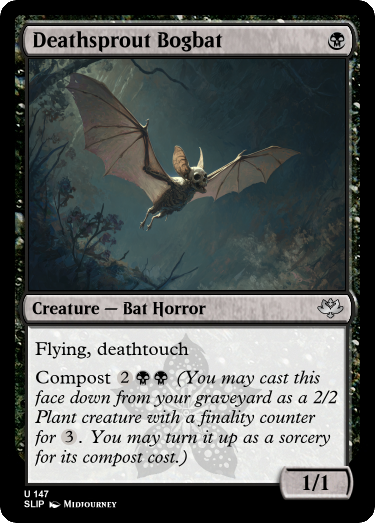 Deathsprout Bogbat
Creature — Bat Horror
Flying, deathtouch
Compost 2 (You may cast this
face down from your graveyard as a 2/2
Plant creature with a finality counter
for 3. You may turn it up as a sorcery
for its compost cost.)
1/1
U 147
SLIP Midjourney